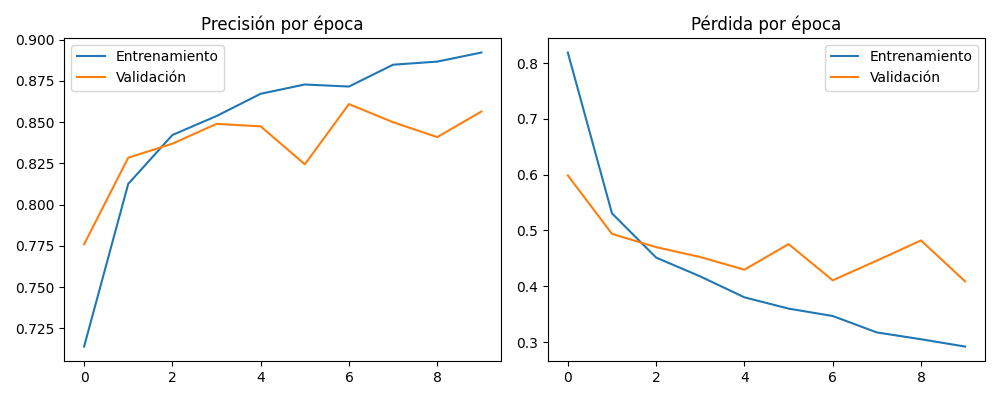 Precisión por época
0.900
0.875
0.850
0.825
0.800
0.775
0.750
0.725
0 2 4 6 8
Entrenamiento
Validación
Pérdida por época
0.8
0.7
0.6
0.5
0.4
0.3
0 2 4 6 8
Entrenamiento
Validación